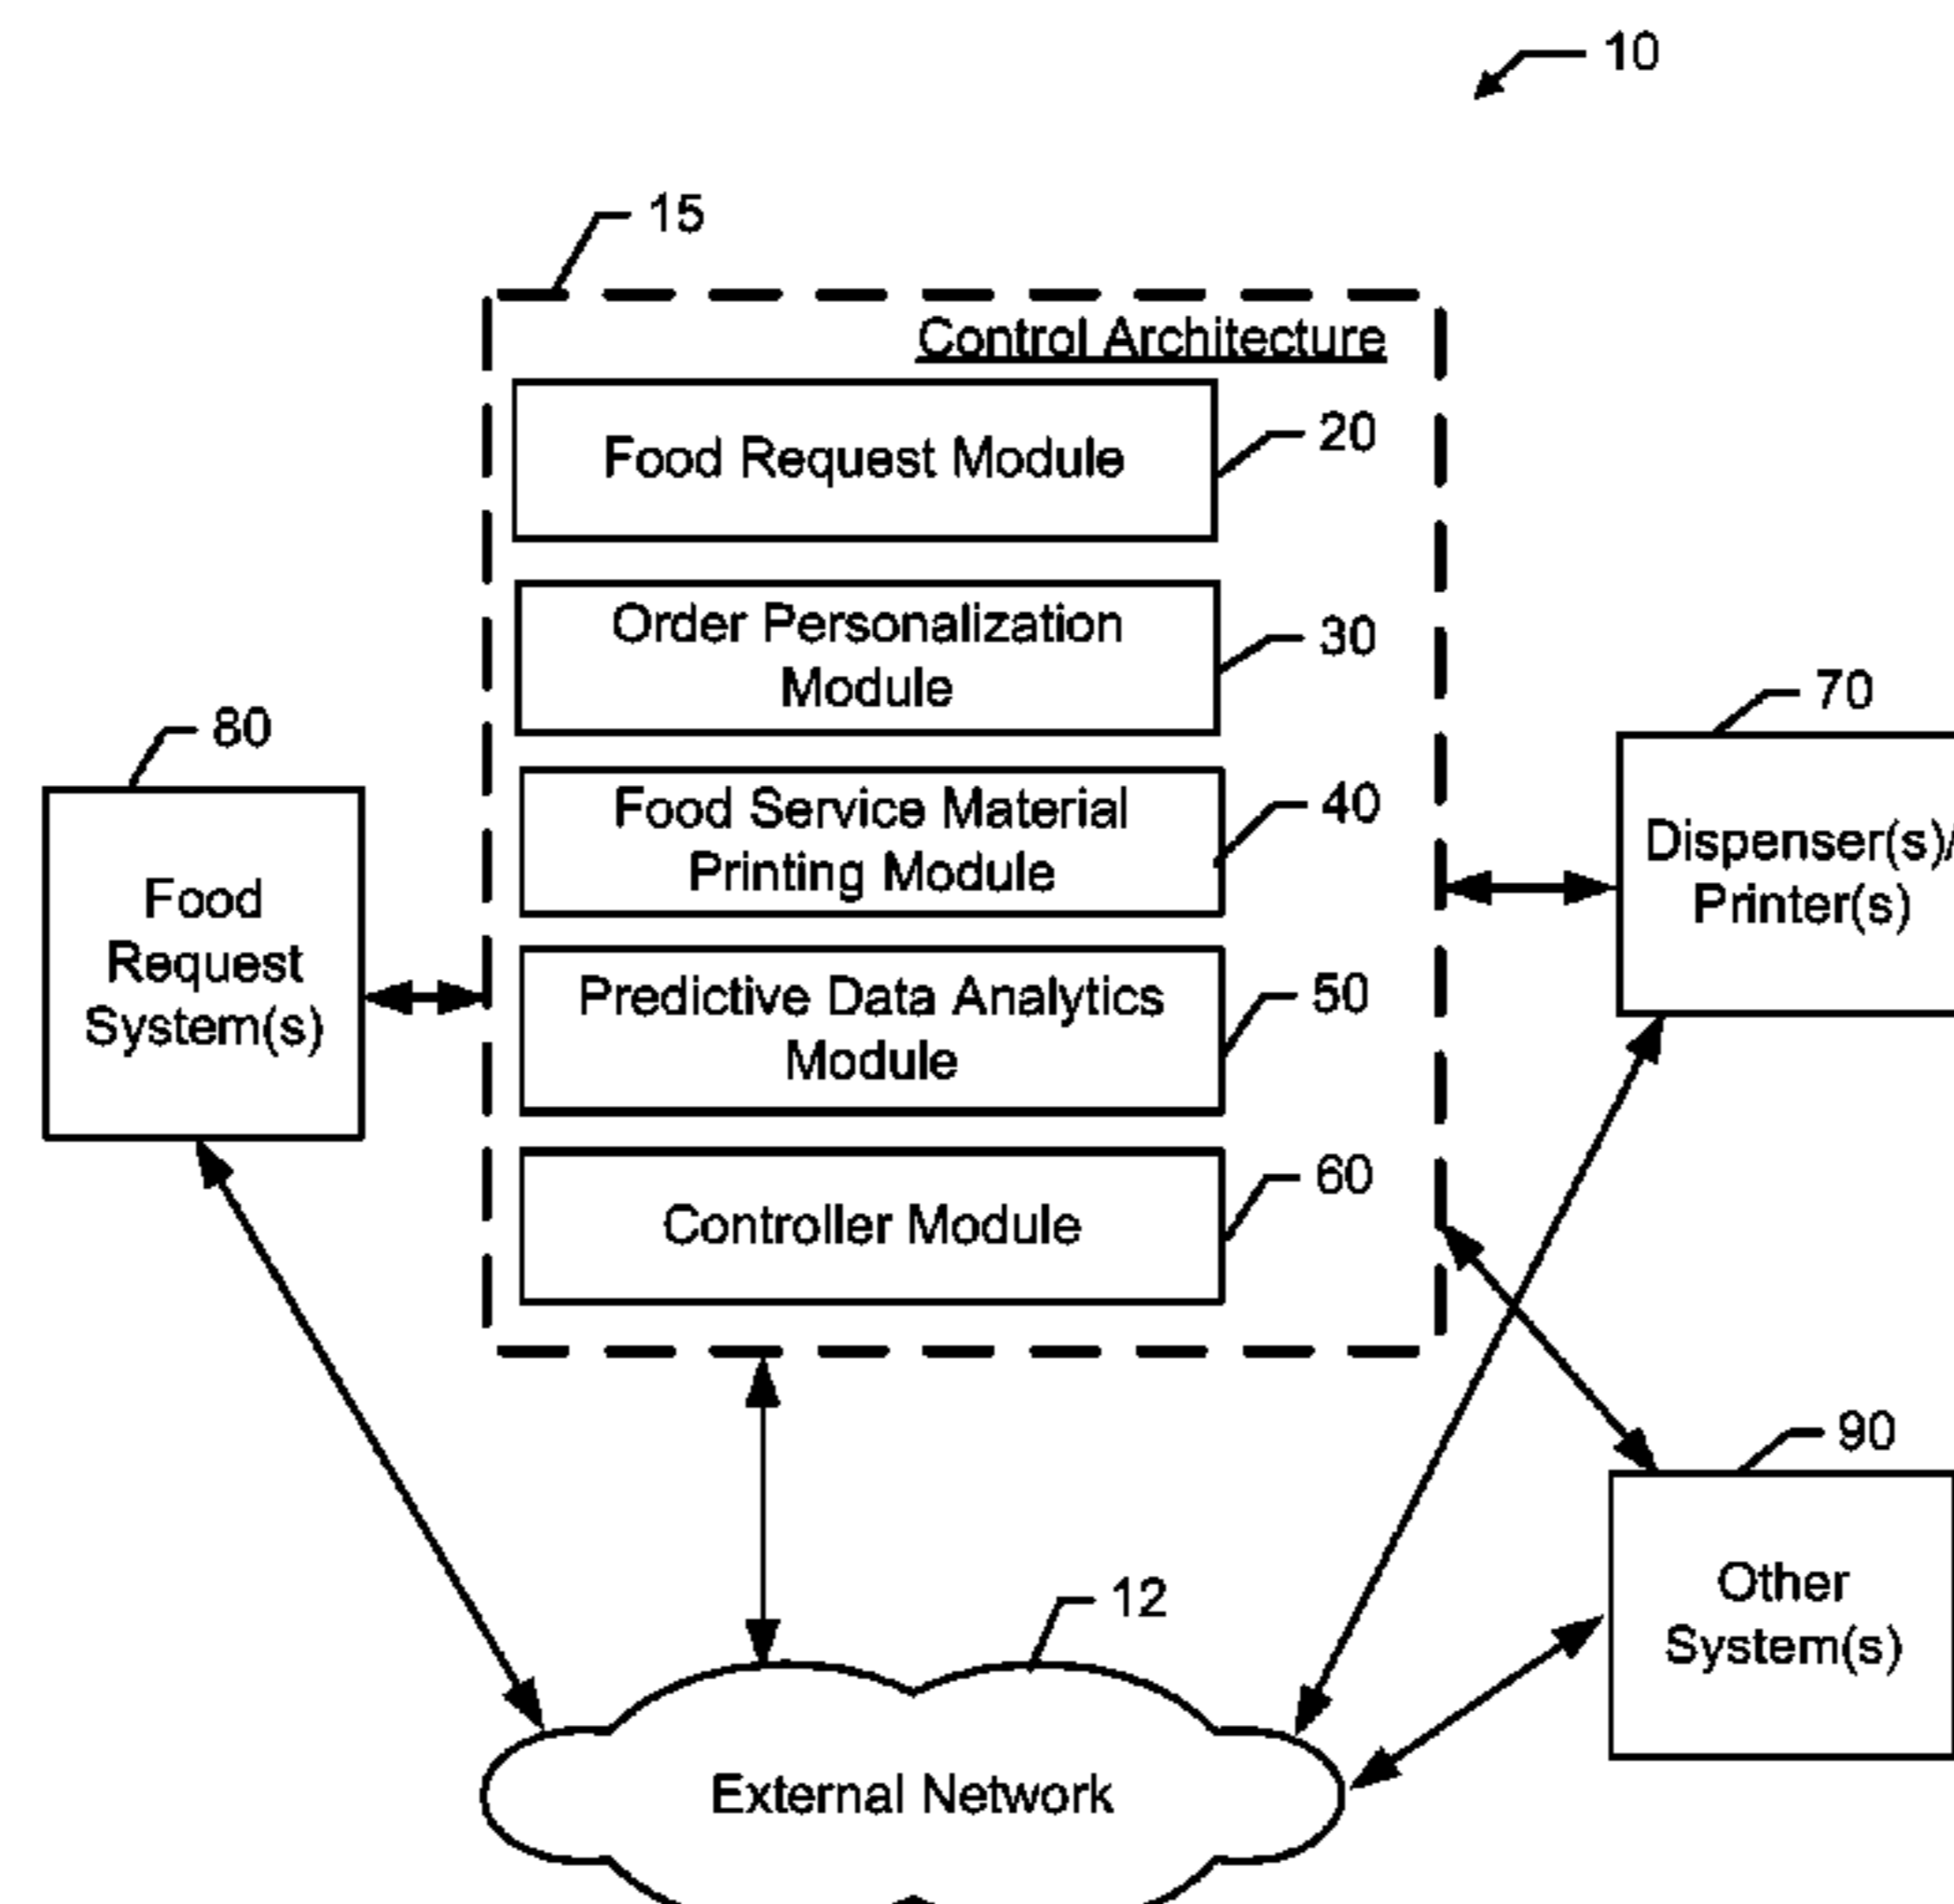 10
15
Control Architecture
Food Request Module
20
Order Personalization
Module
30
Food Service Material
Printing Module
40
Predictive Data Analytics
Module
50
Controller Module
60
80
Food
Request
System(s)
70
Dispenser(s)/
Printer(s)
90
Other
System(s)
12
External Network